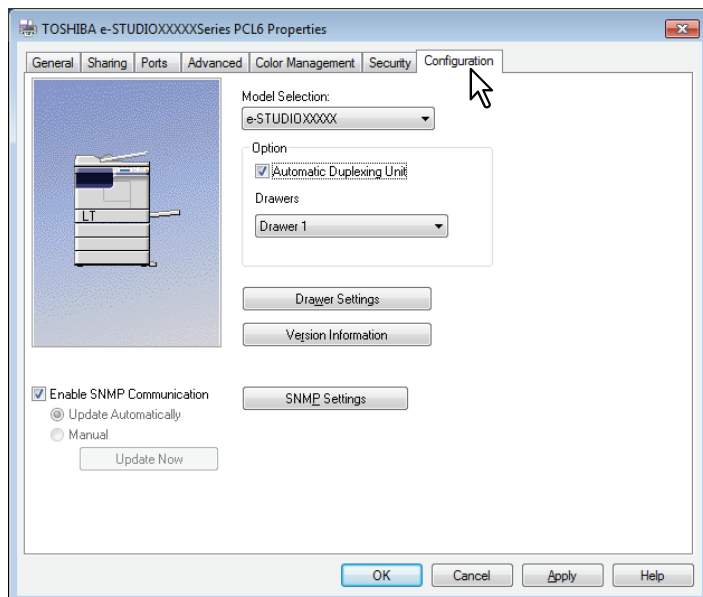 TOSHIBA e-STUDIOXXXXXSeries PCL6 Properties
General Sharing Ports Advanced Color Management Security Configuration
Model Selection:
e-STUDIOXXXXX
Option
Automatic Duplexing Unit
Drawers
Drawer 1
LT
Drawer Settings
Version Information
Enable SNMP Communication
SNMP Settings
Update Automatically
Manual
Update Now
OK Cancel Apply Help